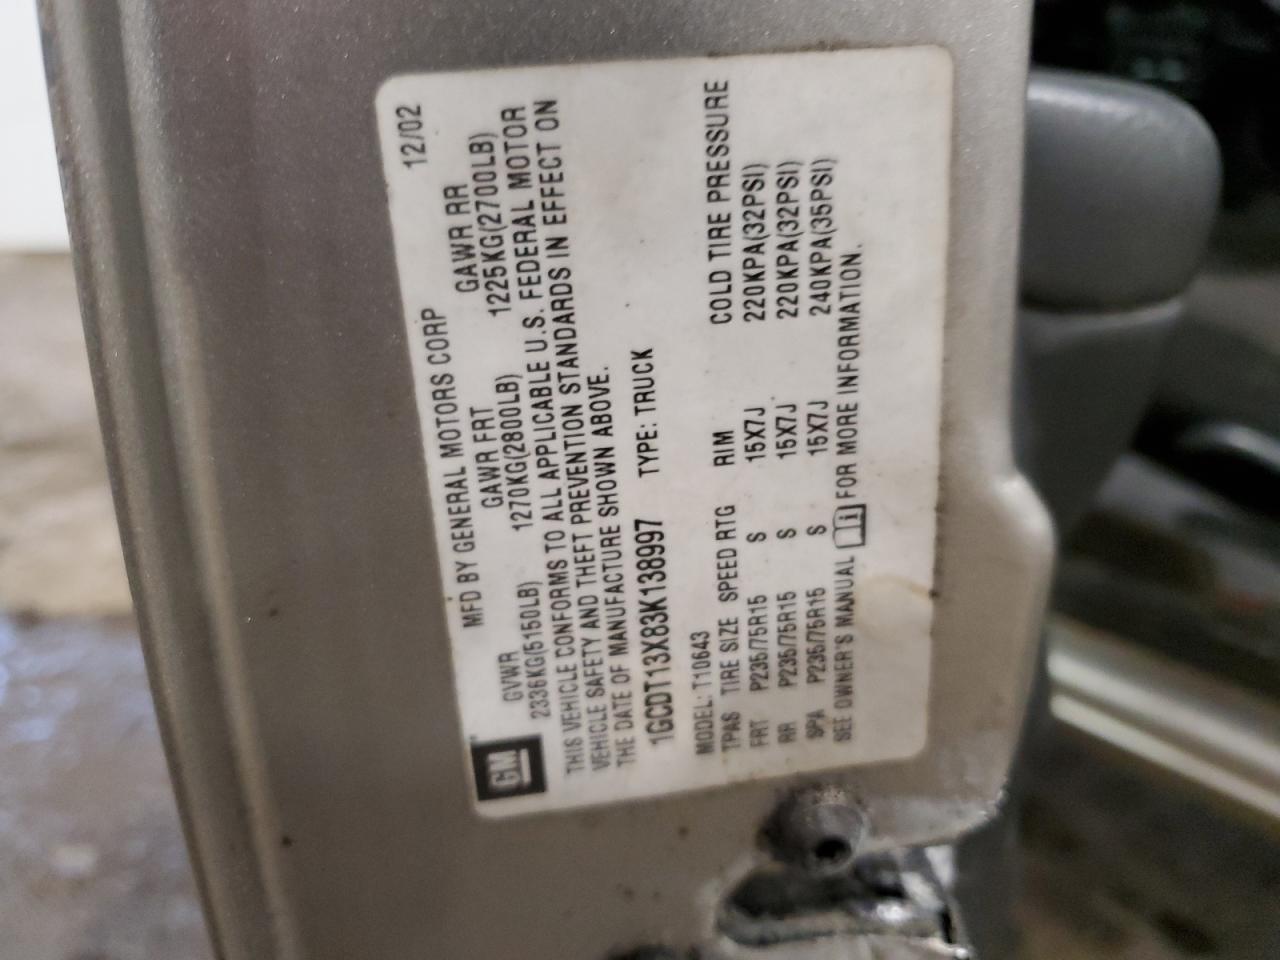 GM
MFD BY GENERAL MOTORS CORP 12/02
GVWR GAWR FRT GAWR RR
2336KG(5150LB) 1270KG(2800LB) 1225KG(2700LB)
THIS VEHICLE CONFORMS TO ALL APPLICABLE U.S. FEDERAL MOTOR
VEHICLE SAFETY AND THEFT PREVENTION STANDARDS IN EFFECT ON
THE DATE OF MANUFACTURE SHOWN ABOVE.
1GCDT13X83K138997 TYPE: TRUCK
MODEL: T10643
TPAS TIRE SIZE SPEED RTG RIM COLD TIRE PRESSURE
FRT P235/75R15 S 15X7J 220KPA(32PSI)
RR P235/75R15 S 15X7J 220KPA(32PSI)
SPA P235/75R15 S 15X7J 240KPA(35PSI)
SEE OWNER'S MANUAL i FOR MORE INFORMATION.